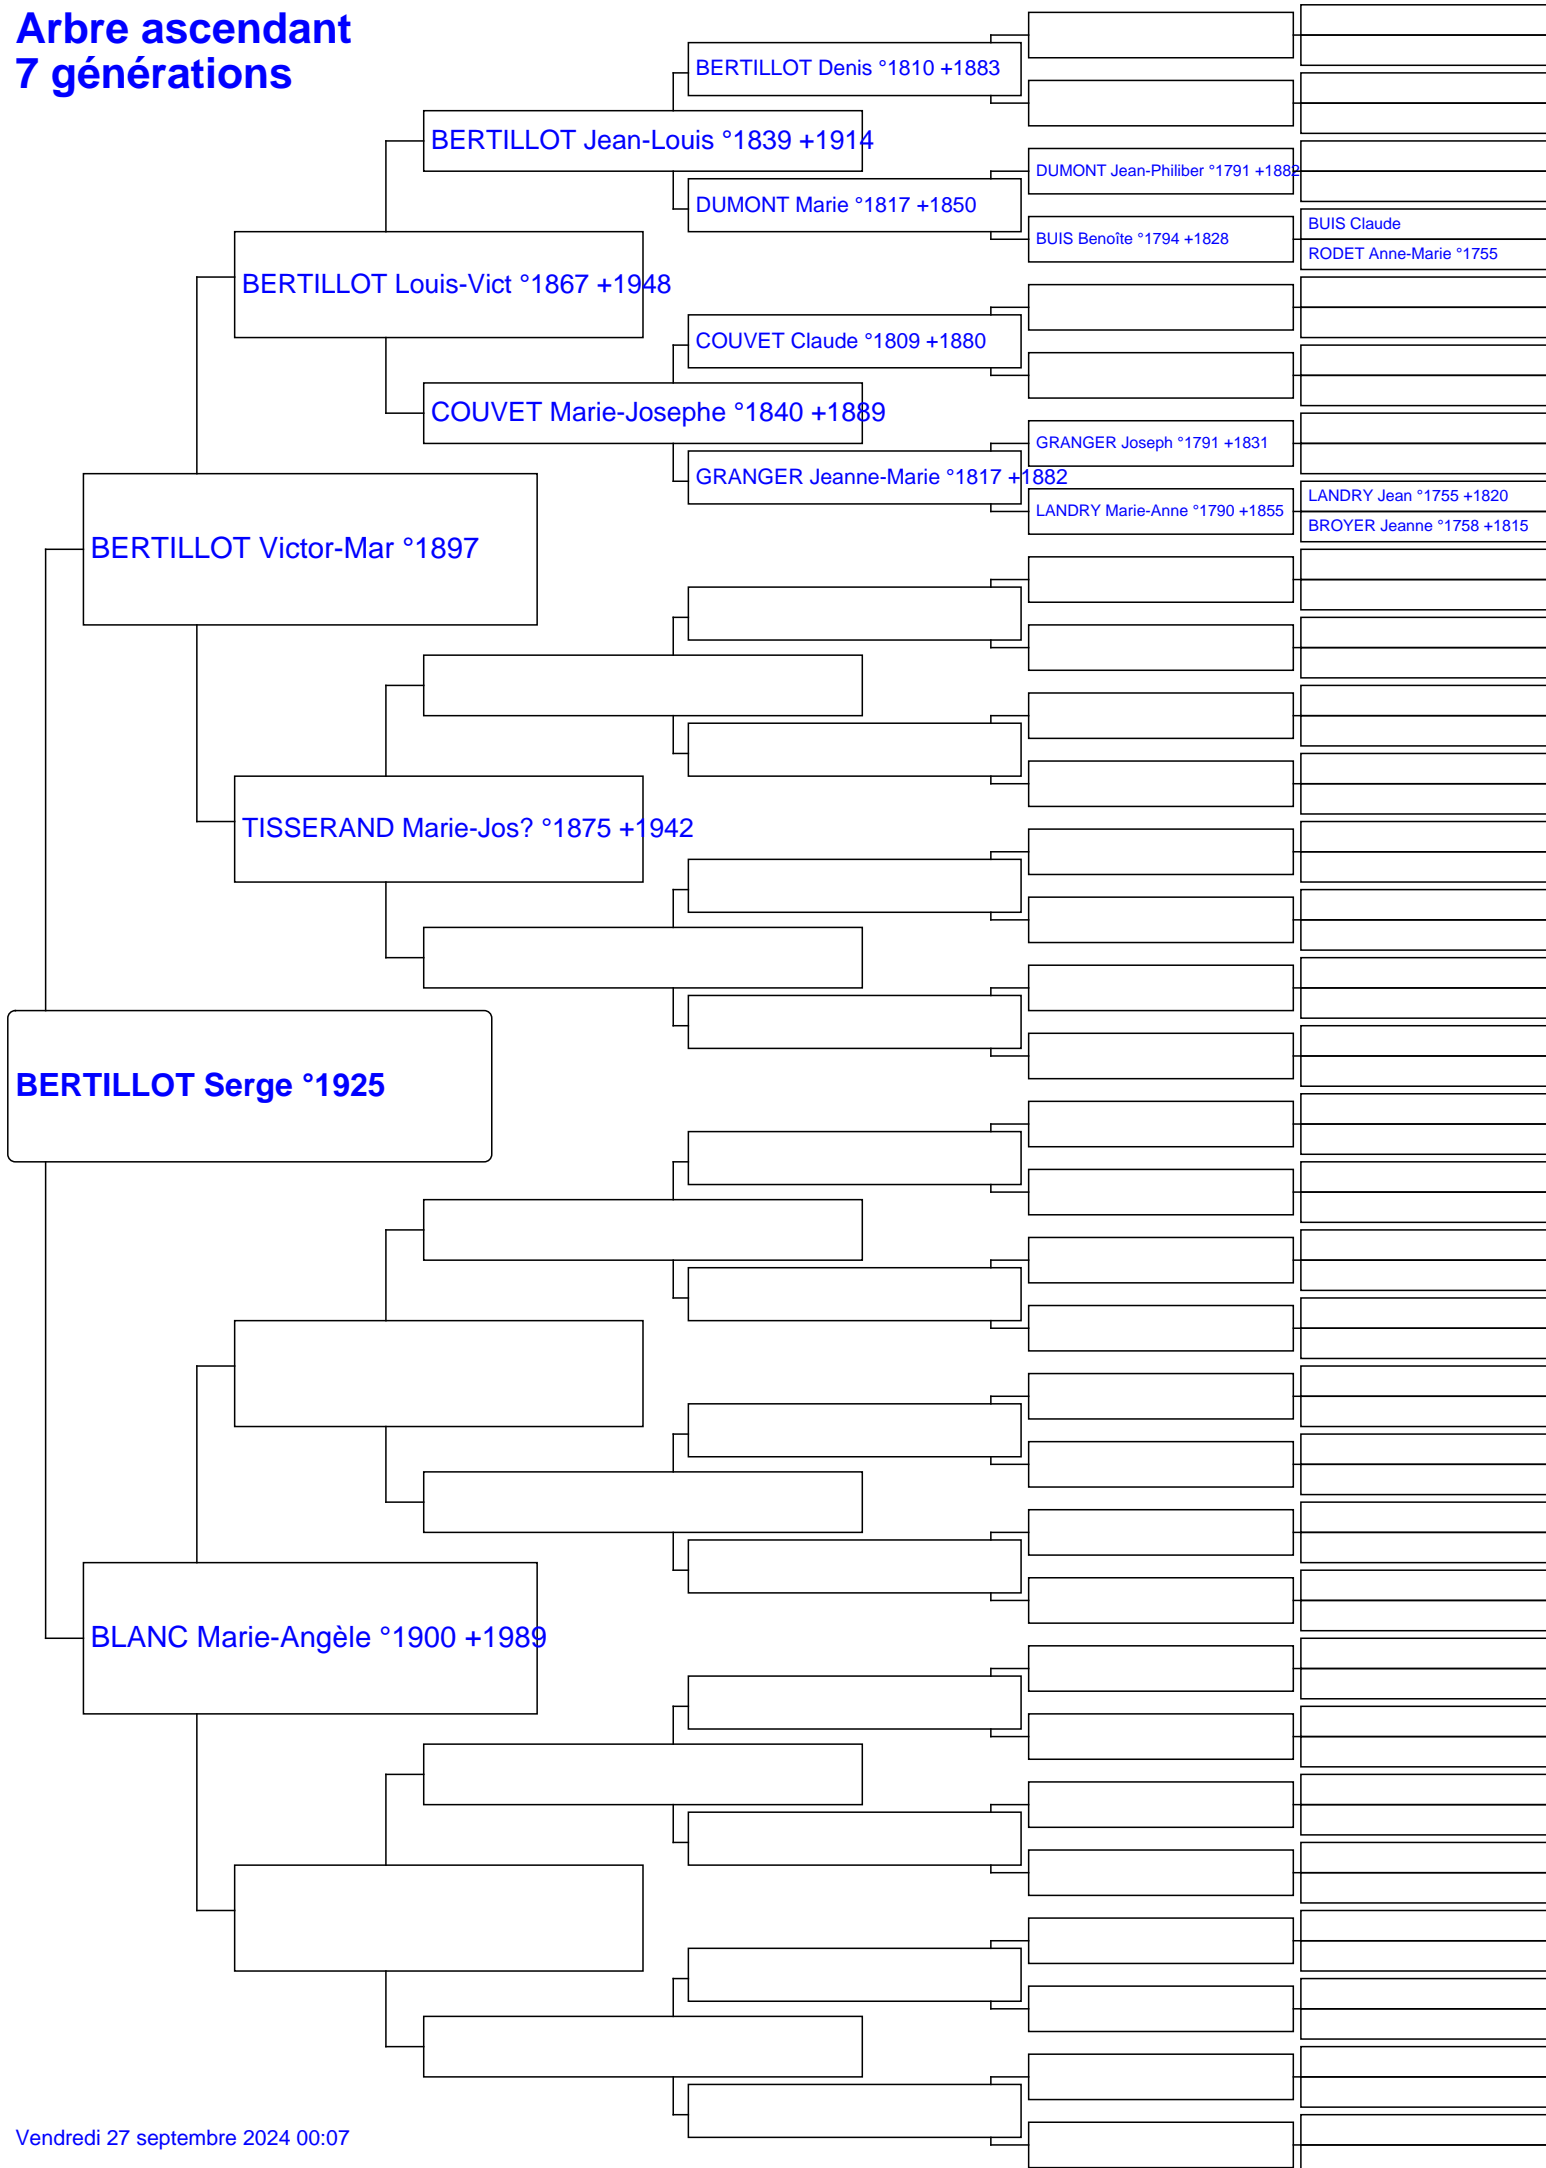 Arbre ascendant
7 générations
BERTILLOT Denis °1810 +1883
BERTILLOT Jean-Louis °1839 +1914
DUMONT Jean-Philiber °1791 +1882
DUMONT Marie °1817 +1850
BUIS Claude
BUIS Benoîte °1794 +1828
RODET Anne-Marie °1755
BERTILLOT Louis-Vict °1867 +1948
COUVET Claude °1809 +1880
COUVET Marie-Josephe °1840 +1889
GRANGER Joseph °1791 +1831
GRANGER Jeanne-Marie °1817 +1882
LANDRY Jean °1755 +1820
LANDRY Marie-Anne °1790 +1855
BROYER Jeanne °1758 +1815
BERTILLOT Victor-Mar °1897
TISSERAND Marie-Jos? °1875 +1942
BERTILLOT Serge °1925
BLANC Marie-Angèle °1900 +1989
Vendredi 27 septembre 2024 00:07